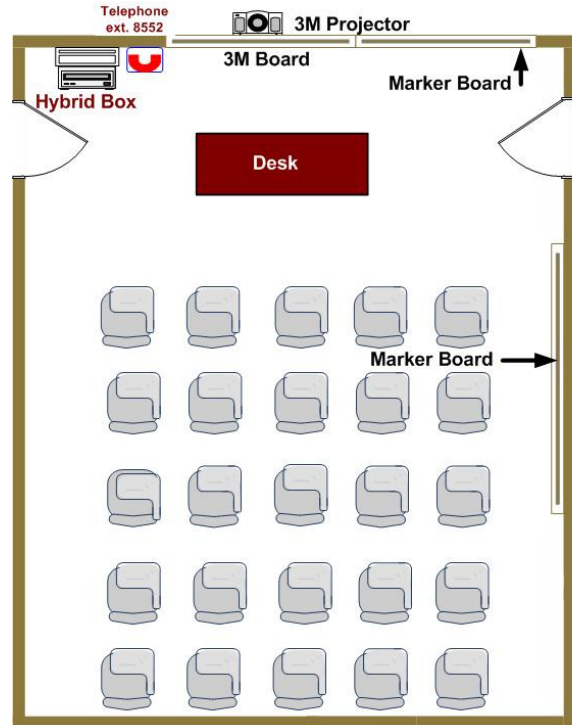 Telephone
ext. 8552
3M Projector
3M Board
Marker Board
Hybrid Box
Desk
Marker Board